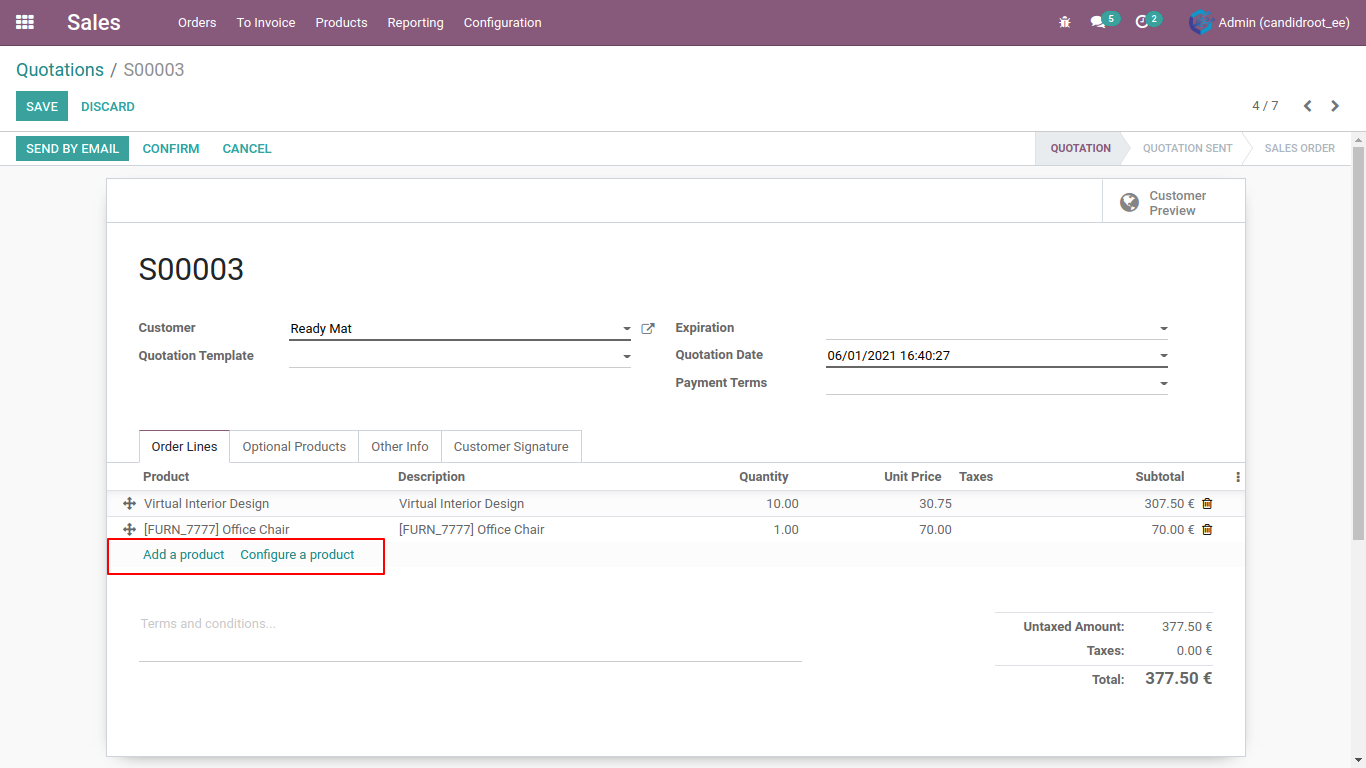 Sales Orders To Invoice Products Reporting Configuration 5 2 Admin (candidroot_ee)
Quotations / S00003
SAVE DISCARD 4 / 7
SEND BY EMAIL CONFIRM CANCEL QUOTATION QUOTATION SENT SALES ORDER
Customer
Preview
S00003
Customer Ready Mat Expiration
Quotation Template Quotation Date 06/01/2021 16:40:27
Payment Terms
Order Lines Optional Products Other Info Customer Signature
Product Description Quantity Unit Price Taxes Subtotal
Virtual Interior Design Virtual Interior Design 10.00 30.75 307.50 €
[FURN_7777] Office Chair [FURN_7777] Office Chair 1.00 70.00 70.00 €
Add a product Configure a product
Terms and conditions...
Untaxed Amount: 377.50 €
Taxes: 0.00 €
Total: 377.50 €